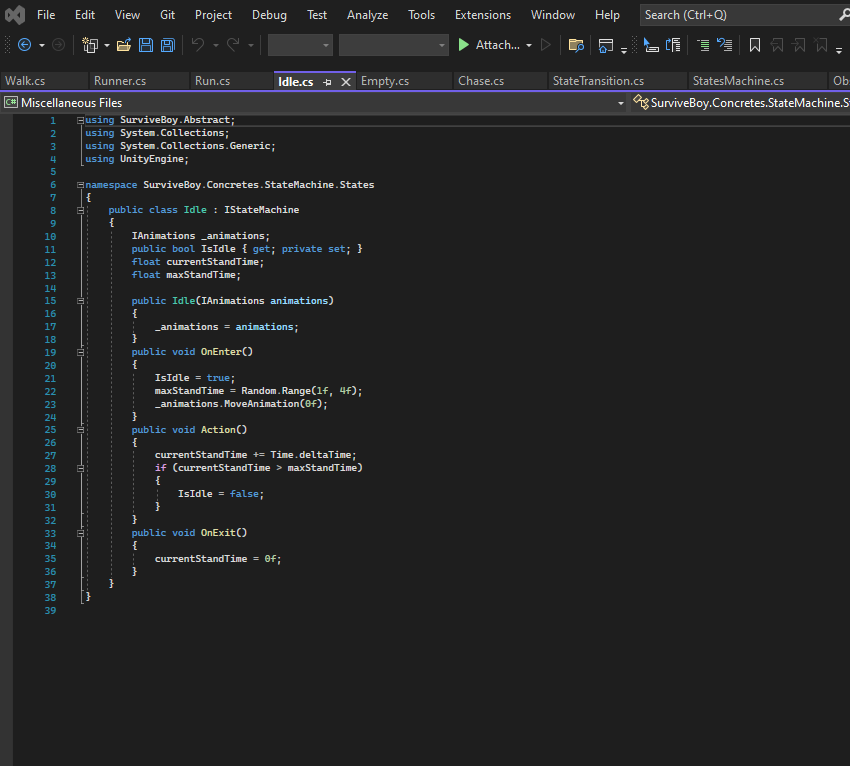 File Edit View Git Project Debug Test Analyze Tools Extensions Window Help Search (Ctrl+Q)
Attach...
Walk.cs Runner.cs Run.cs Idle.cs Empty.cs Chase.cs StateTransition.cs StatesMachine.cs Obs
C# Miscellaneous Files SurviveBoy.Concretes.StateMachine.S
1 using SurviveBoy.Abstract;
2 using System.Collections;
3 using System.Collections.Generic;
4 using UnityEngine;
5
6 namespace SurviveBoy.Concretes.StateMachine.States
7 {
8 public class Idle : IStateMachine
9 {
10 IAnimations _animations;
11 public bool IsIdle { get; private set; }
12 float currentStandTime;
13 float maxStandTime;
14
15 public Idle(IAnimations animations)
16 {
17 _animations = animations;
18 }
19 public void OnEnter()
20 {
21 IsIdle = true;
22 maxStandTime = Random.Range(1f, 4f);
23 _animations.MoveAnimation(0f);
24 }
25 public void Action()
26 {
27 currentStandTime += Time.deltaTime;
28 if (currentStandTime > maxStandTime)
29 {
30 IsIdle = false;
31 }
32 }
33 public void OnExit()
34 {
35 currentStandTime = 0f;
36 }
37 }
38 }
39